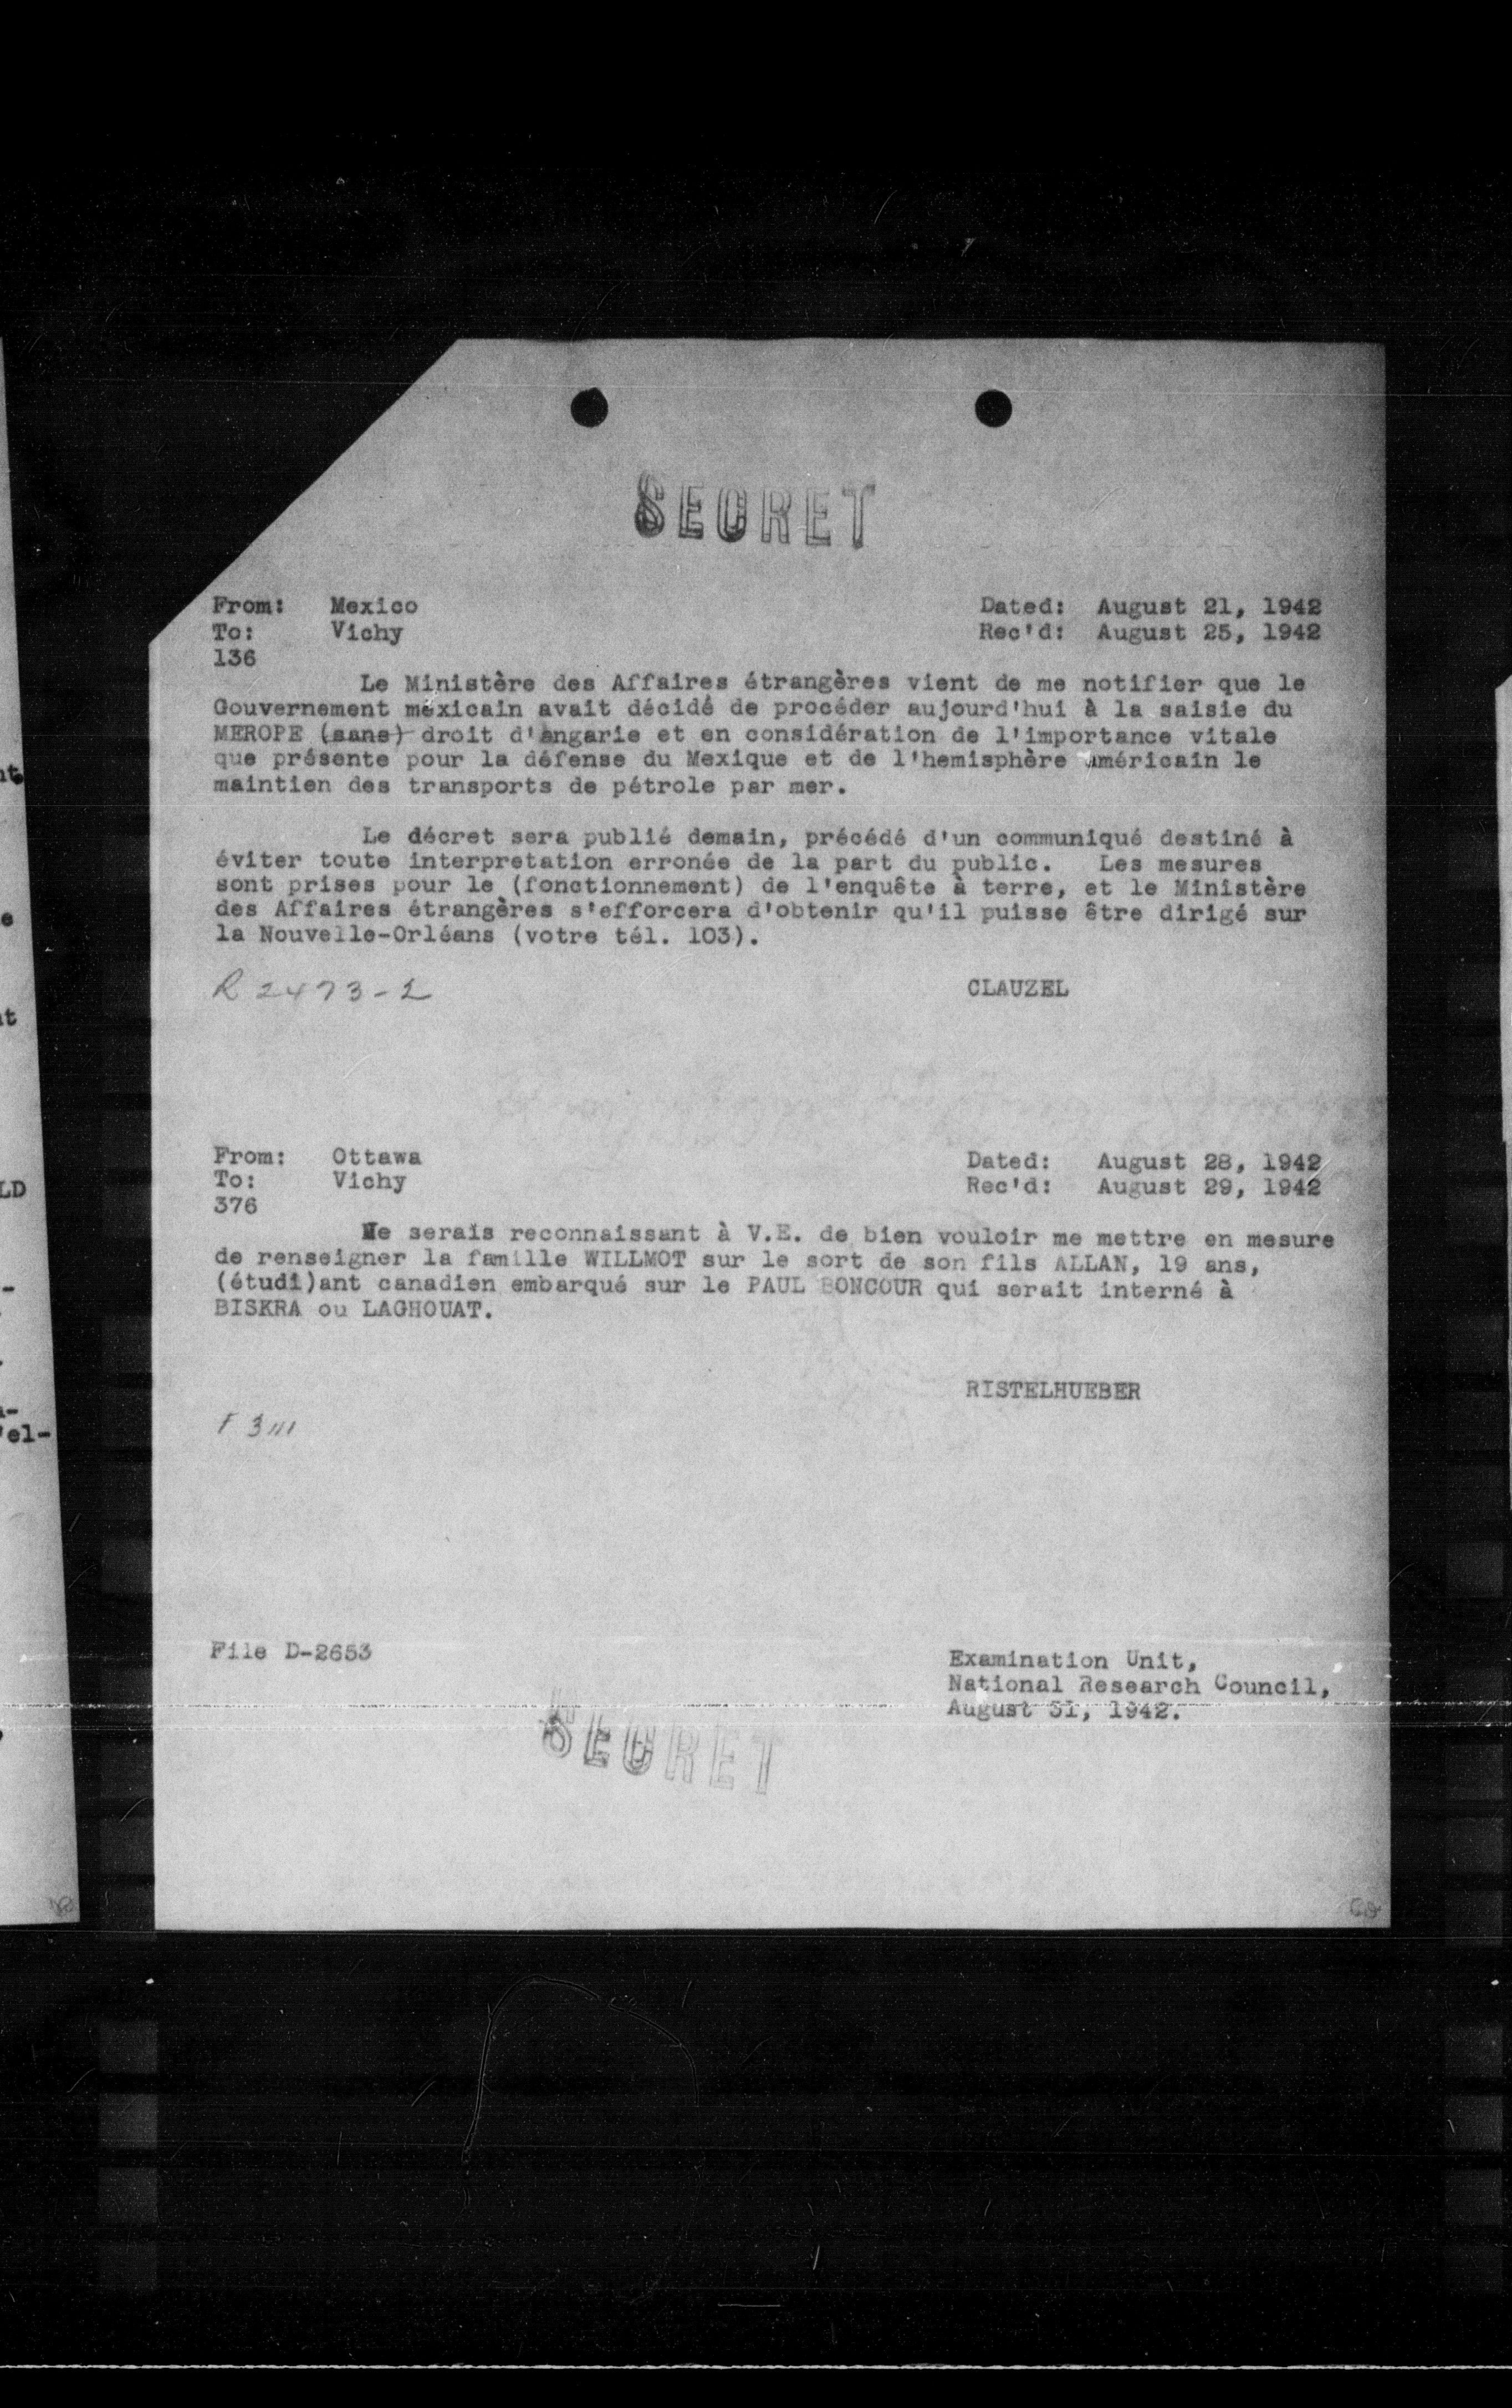 SECRET
From: Mexico Dated: August 21, 1942
To: Vichy Rec'd: August 25, 1942
136
Le Ministère des Affaires étrangères vient de me notifier que le
Gouvernement mexicain avait décidé de procéder aujourd'hui à la saisie du
MEROPE (sans) droit d'angarie et en considération de l'importance vitale
que présente pour la défense du Mexique et de l'hemisphère américain le
maintien des transports de pétrole par mer.
Le décret sera publié demain, précédé d'un communiqué destiné à
éviter toute interpretation erronée de la part du public. Les mesures
sont prises pour le (fonctionnement) de l'enquête à terre, et le Ministère
des Affaires étrangères s'efforcera d'obtenir qu'il puisse être dirigé sur
la Nouvelle-Orléans (votre tél. 103).
R 2473-2 CLAUZEL
From: Ottawa Dated: August 28, 1942
To: Vichy Rec'd: August 29, 1942
376
Ne serais reconnaissant à V.E. de bien vouloir me mettre en mesure
de renseigner la famille WILLMOT sur le sort de son fils ALLAN, 19 ans,
(étudi)ant canadien embarqué sur le PAUL BONCOUR qui serait interné à
BISKRA ou LAGHOUAT.
RISTELHUEBER
F 3111
File D-2653
Examination Unit,
National Research Council,
August 31, 1942.
SECRET
LD
'el-